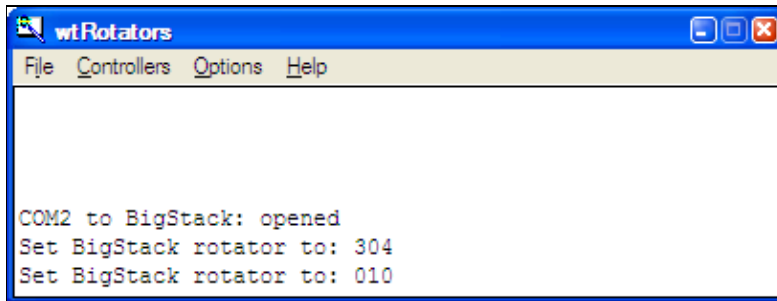 wtRotators
File Controllers Options Help
COM2 to BigStack: opened
Set BigStack rotator to: 304
Set BigStack rotator to: 010